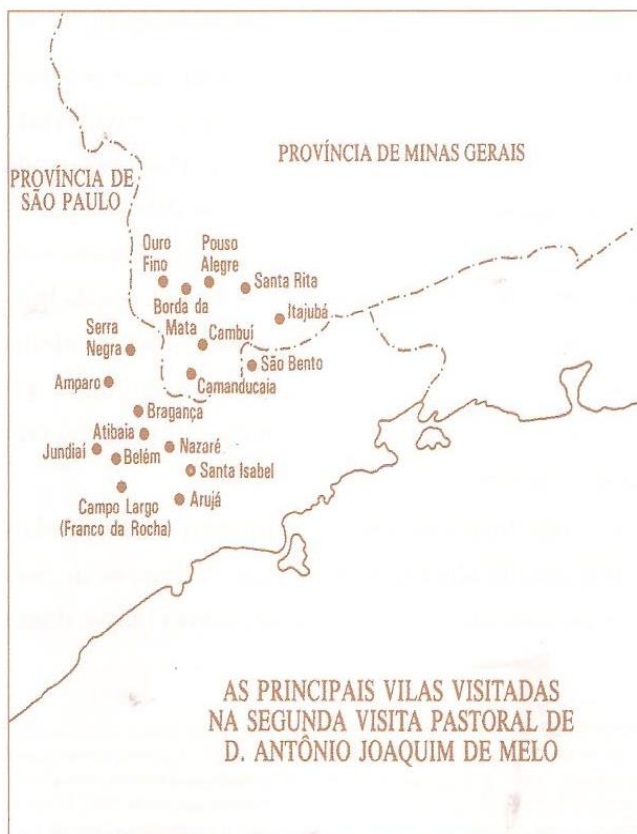 PROVÍNCIA DE MINAS GERAIS
PROVÍNCIA DE
SÃO PAULO
Ouro
Fino
Pouso
Alegre
Santa Rita
Borda da
Mata
Itajubá
Serra
Negra
Cambuí
São Bento
Amparo
Camanducaia
Bragança
Atibaia
Jundiaí
Belém
Nazaré
Santa Isabel
Campo Largo
(Franco da Rocha)
Arujá
AS PRINCIPAIS VILAS VISITADAS
NA SEGUNDA VISITA PASTORAL DE
D. ANTÔNIO JOAQUIM DE MELO